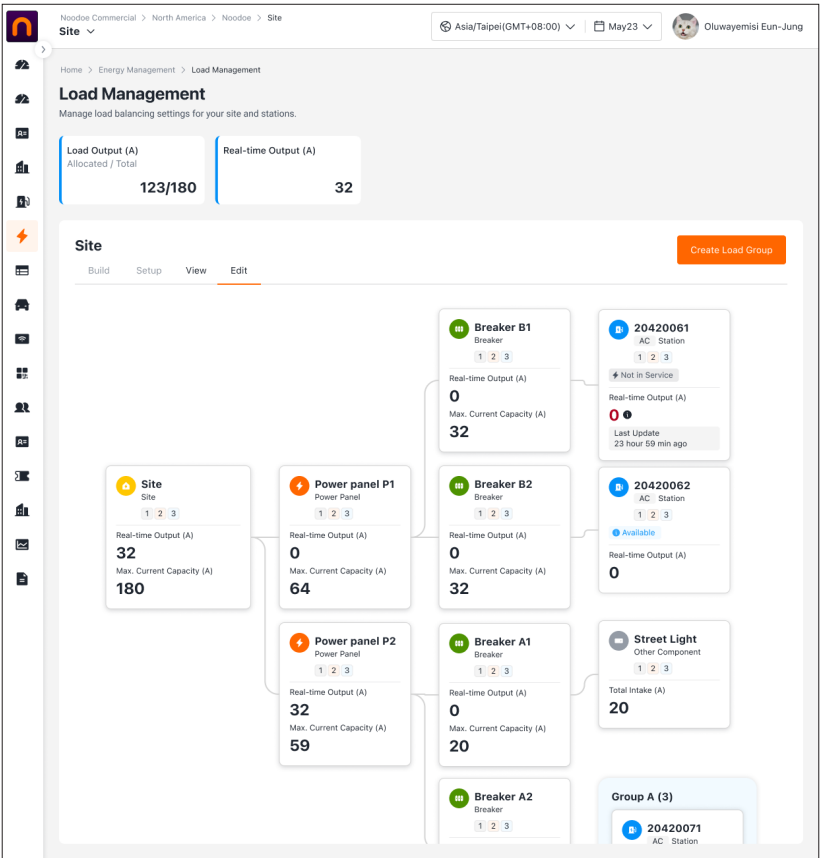 Noodoe Commercial > North America > Noodoe > Site
Site
Asia/Taipei(GMT+08:00)
May23
Oluwayemisi Eun-Jung
Home > Energy Management > Load Management
Load Management
Manage load balancing settings for your site and stations.
Load Output (A)
Allocated / Total
123/180
Real-time Output (A)
32
Site
Create Load Group
Build Setup View Edit
Breaker B1
Breaker
1 2 3
Real-time Output (A)
0
Max. Current Capacity (A)
32
20420061
AC Station
1 2 3
Not in Service
Real-time Output (A)
0
Last Update
23 hour 59 min ago
Site
Site
1 2 3
Real-time Output (A)
32
Max. Current Capacity (A)
180
Power panel P1
Power Panel
1 2 3
Real-time Output (A)
0
Max. Current Capacity (A)
64
Breaker B2
Breaker
1 2 3
Real-time Output (A)
0
Max. Current Capacity (A)
32
20420062
AC Station
1 2 3
Available
Real-time Output (A)
0
Power panel P2
Power Panel
1 2 3
Real-time Output (A)
32
Max. Current Capacity (A)
59
Breaker A1
Breaker
1 2 3
Real-time Output (A)
0
Max. Current Capacity (A)
20
Street Light
Other Component
1 2 3
Total Intake (A)
20
Breaker A2
Breaker
1 2 3
Group A (3)
20420071
AC Station